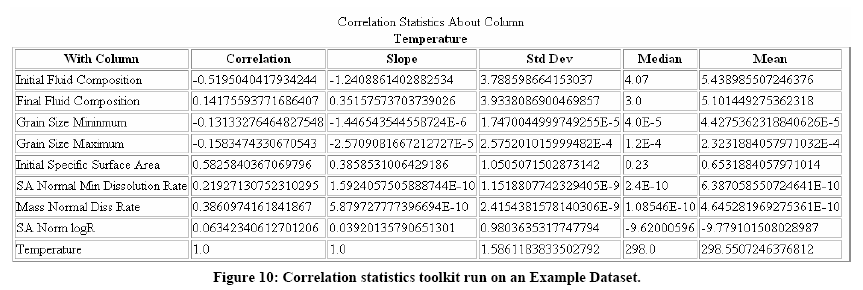 Correlation Statistics About Column
Temperature
With Column Correlation Slope Std Dev Median Mean
Initial Fluid Composition -0.5195040417934244 -1.2408861402882534 3.788598664153037 4.07 5.438985507246376
Final Fluid Composition 0.14175593771686407 0.35157573703739026 3.9338086900469857 3.0 5.101449275362318
Grain Size Mininmum -0.13133276464827548 -1.446543544558724E-6 1.7470044999749255E-5 4.0E-5 4.4275362318840626E-5
Grain Size Maximum -0.1583474330670543 -2.5709081667212727E-5 2.575201015999482E-4 1.2E-4 2.3231884057971032E-4
Initial Specific Surface Area 0.5825840367069796 0.3858531006429186 1.0505071502873142 0.23 0.6531884057971014
SA Normal Min Dissolution Rate 0.21927130752310295 1.5924057505888744E-10 1.1518807742329405E-9 2.4E-10 6.387058550724641E-10
Mass Normal Diss Rate 0.3860974161841867 5.879727777396694E-10 2.4154381578140306E-9 1.08546E-10 4.645281969275361E-10
SA Norm logR 0.06342340612701206 0.03920135790651301 0.9803635317747794 -9.62000596 -9.779101508028987
Temperature 1.0 1.0 1.5861183833502792 298.0 298.5507246376812
Figure 10: Correlation statistics toolkit run on an Example Dataset.